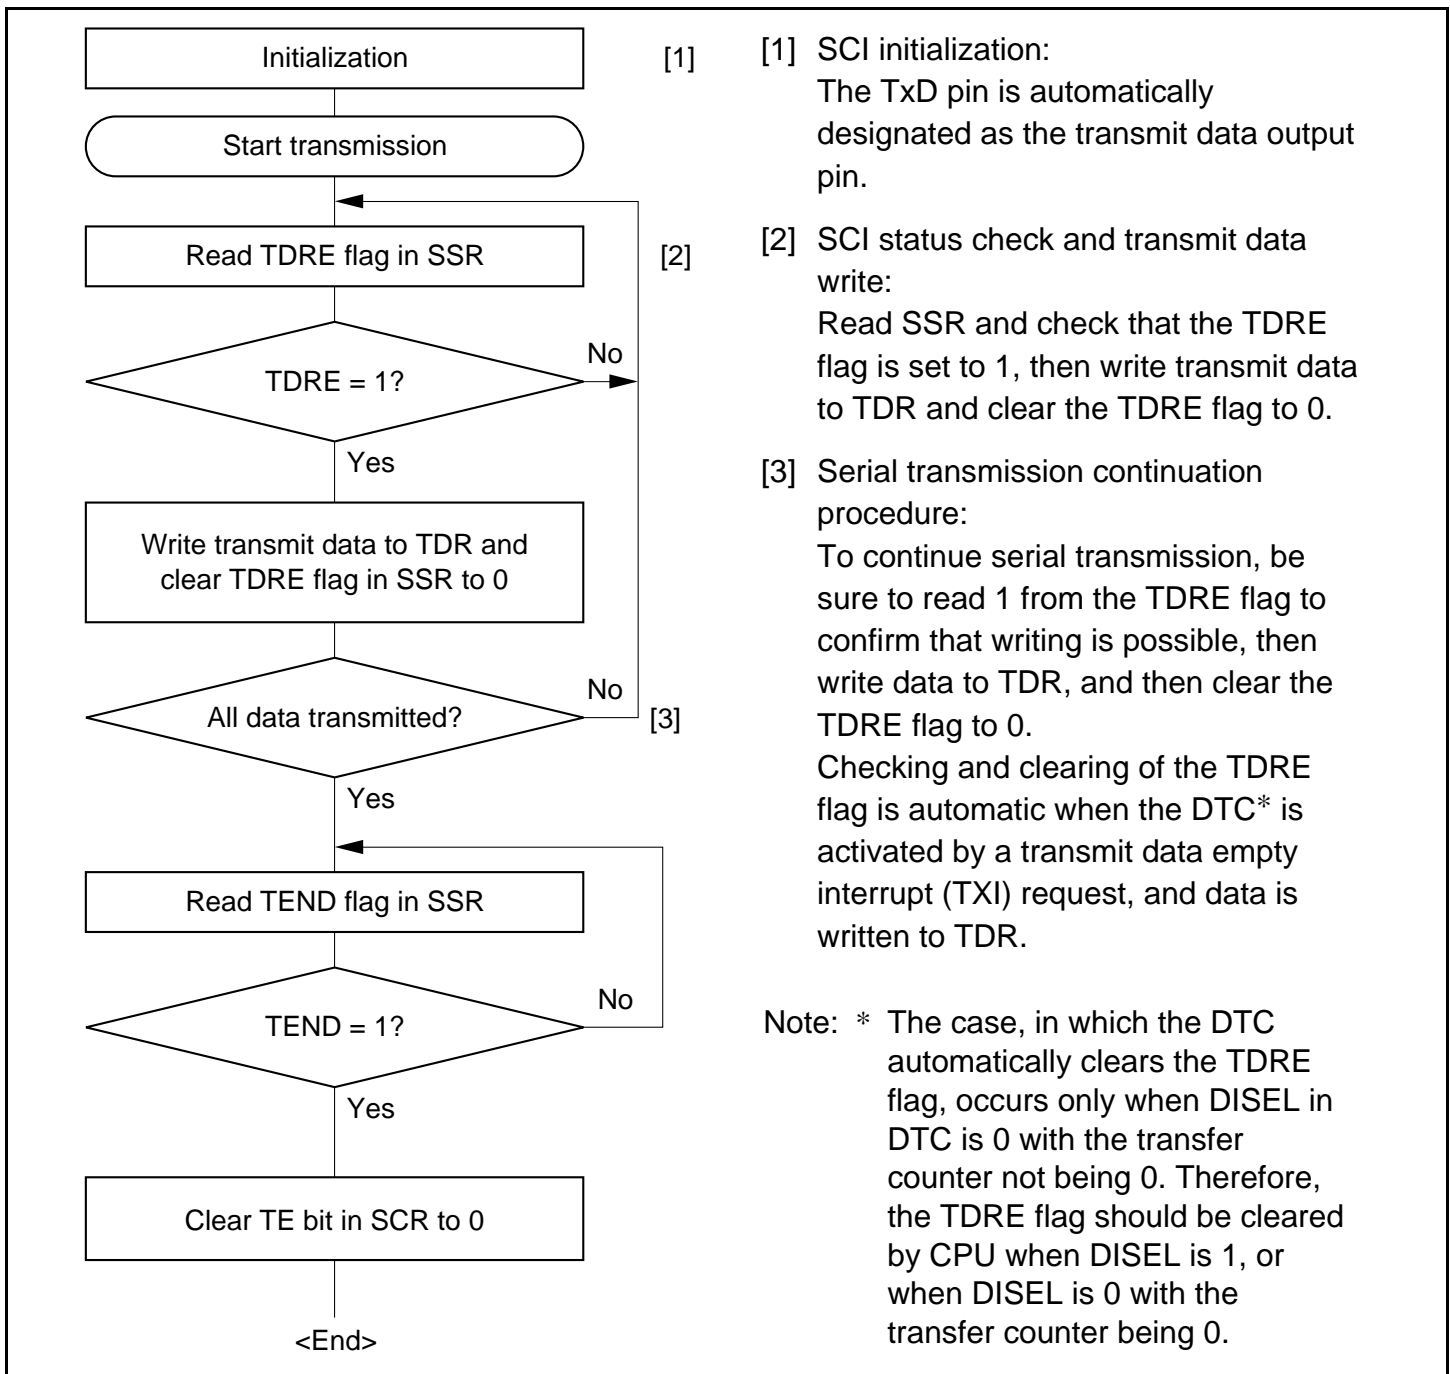 Initialization
[1]
Start transmission
Read TDRE flag in SSR
[2]
TDRE = 1?
No
Yes
Write transmit data to TDR and
clear TDRE flag in SSR to 0
All data transmitted?
No
[3]
Yes
Read TEND flag in SSR
TEND = 1?
No
Yes
Clear TE bit in SCR to 0
<End>
[1] SCI initialization:
The TxD pin is automatically
designated as the transmit data output
pin.
[2] SCI status check and transmit data
write:
Read SSR and check that the TDRE
flag is set to 1, then write transmit data
to TDR and clear the TDRE flag to 0.
[3] Serial transmission continuation
procedure:
To continue serial transmission, be
sure to read 1 from the TDRE flag to
confirm that writing is possible, then
write data to TDR, and then clear the
TDRE flag to 0.
Checking and clearing of the TDRE
flag is automatic when the DTC* is
activated by a transmit data empty
interrupt (TXI) request, and data is
written to TDR.
Note: * The case, in which the DTC
automatically clears the TDRE
flag, occurs only when DISEL in
DTC is 0 with the transfer
counter not being 0. Therefore,
the TDRE flag should be cleared
by CPU when DISEL is 1, or
when DISEL is 0 with the
transfer counter being 0.